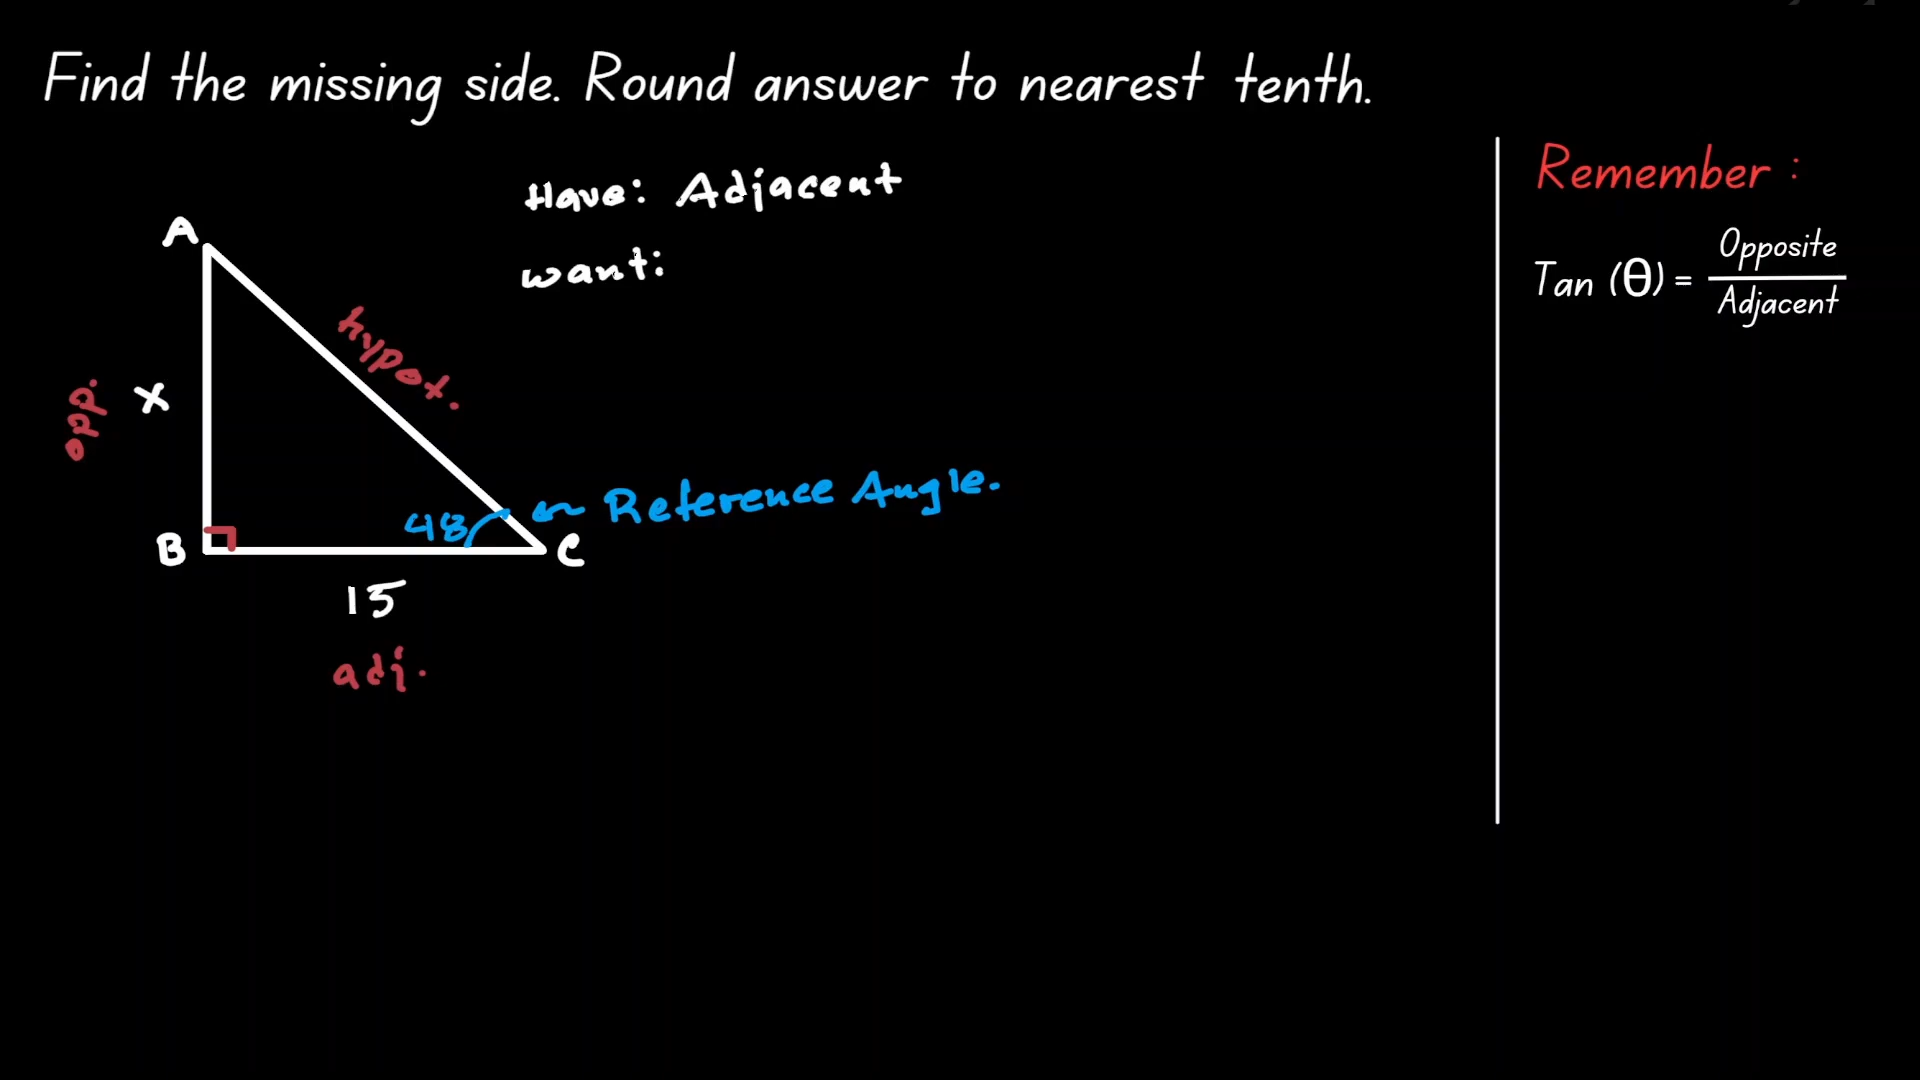 Find the missing side. Round answer to nearest tenth.
Have: Adjacent
want:
Remember :
Tan (θ) = Opposite
Adjacent
A
hypot.
opp.
x
48
Reference Angle.
B
C
15
adj.